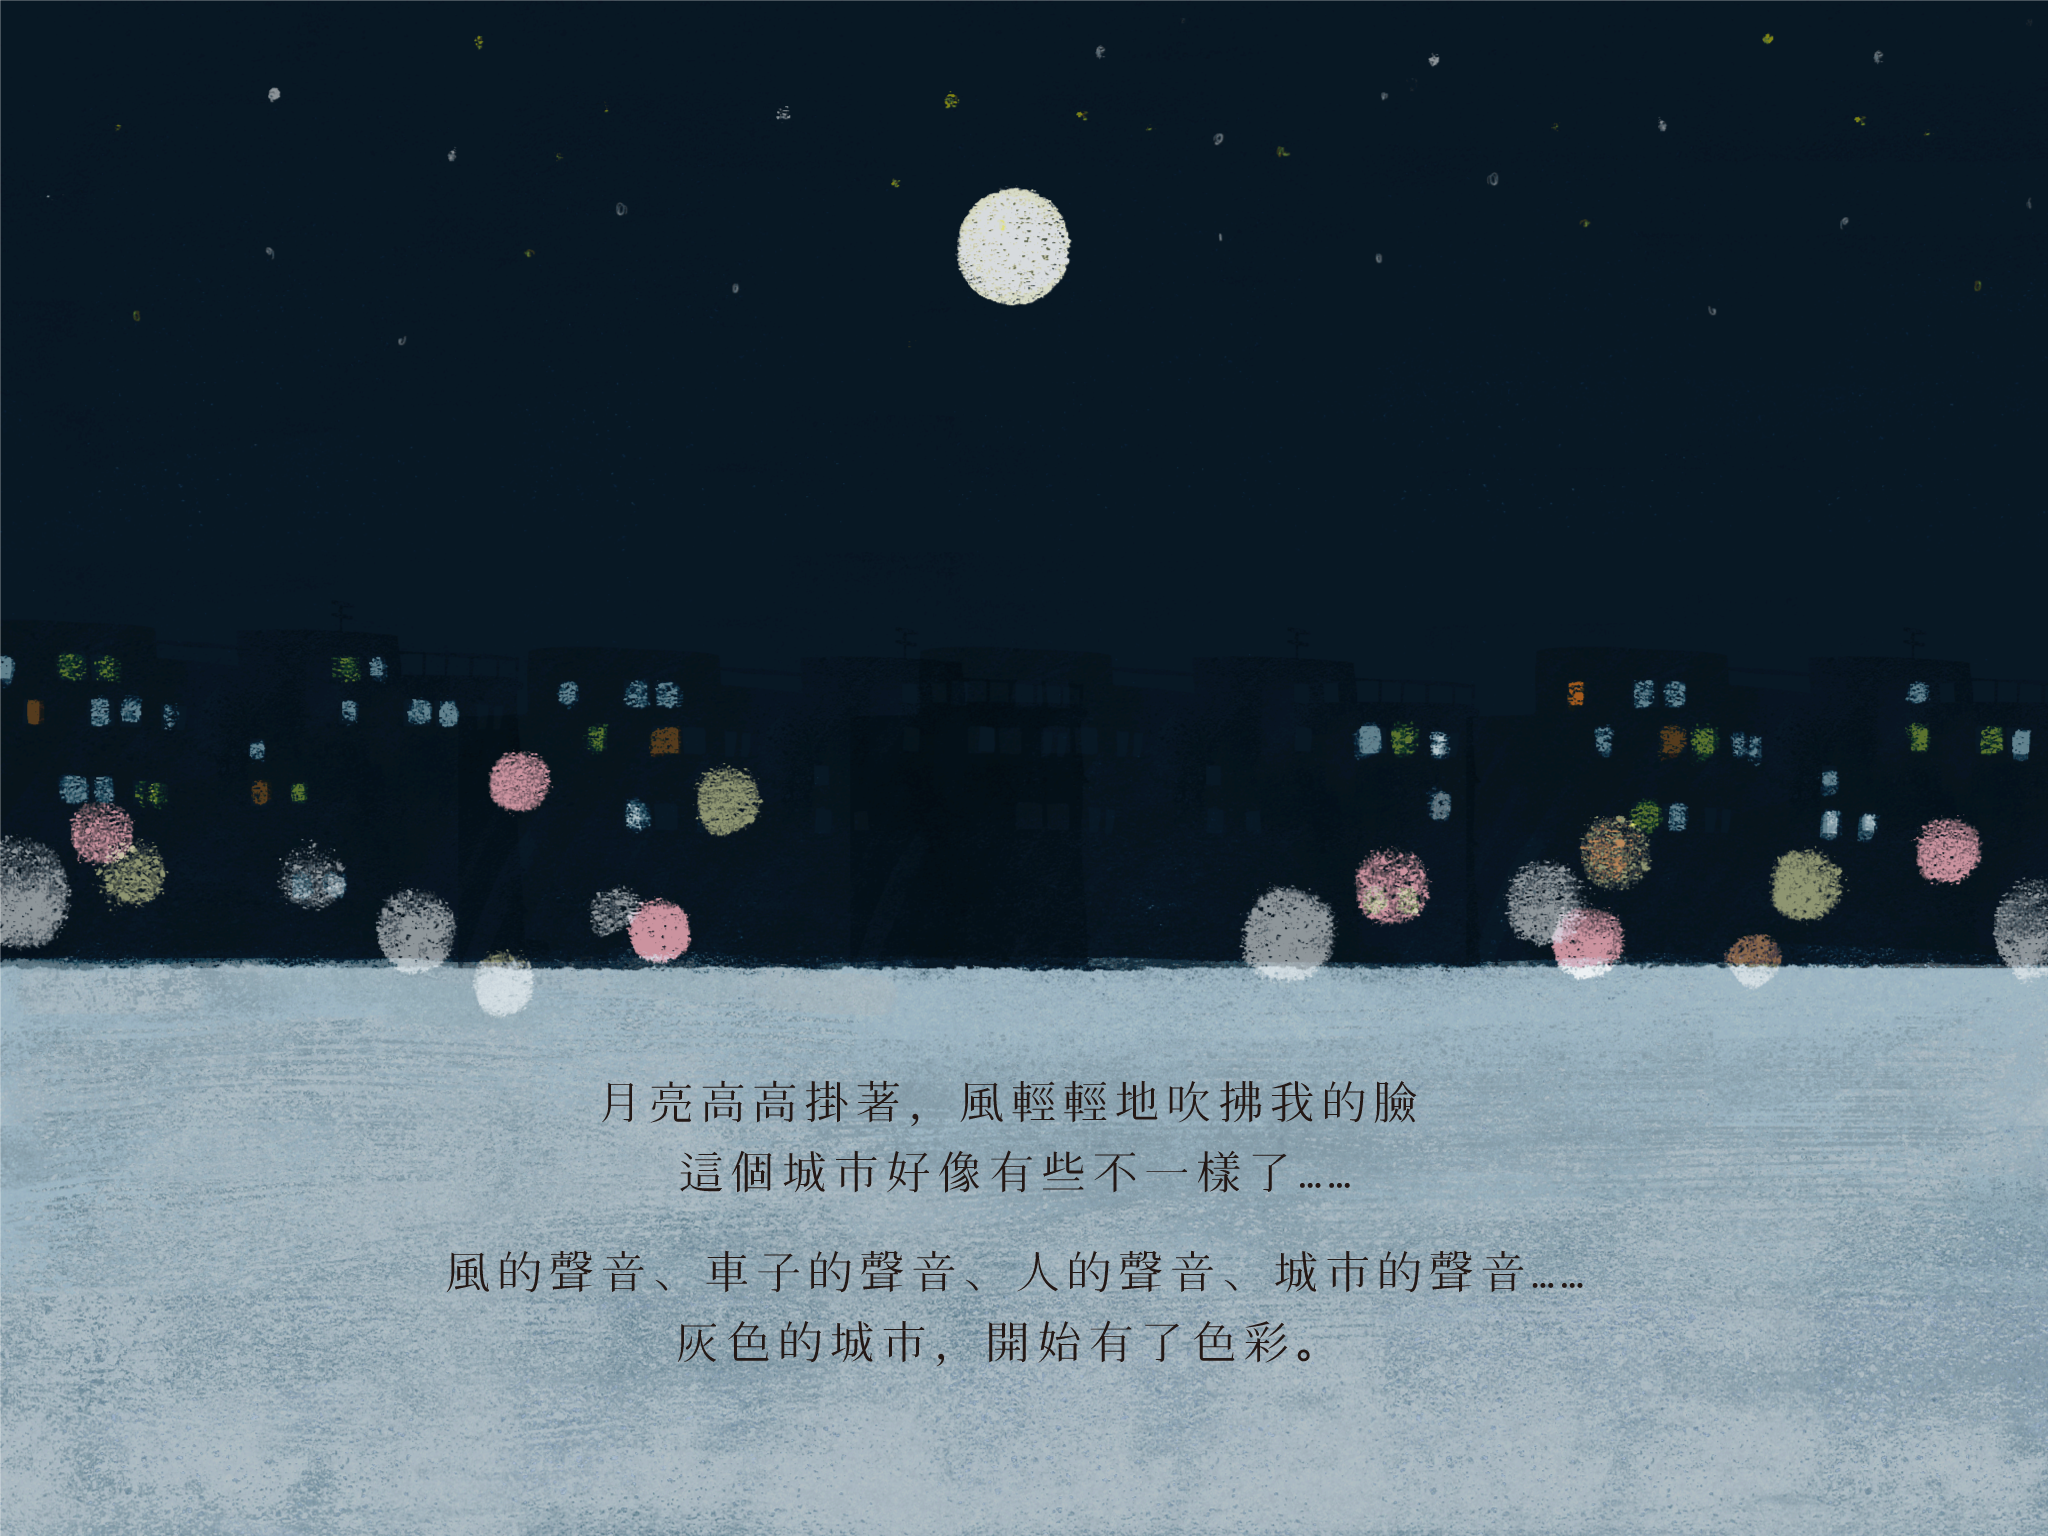 月亮高高掛著，風輕輕地吹拂我的臉
這個城市好像有些不一樣了……
風的聲音、車子的聲音、人的聲音、城市的聲音……
灰色的城市，開始有了色彩。